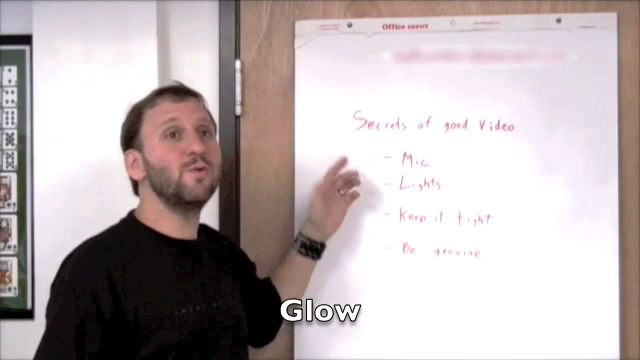 Office DEPOT
Secrets of good Video
- Mic
- Lights
- Keep it tight
- Be genuine
Glow